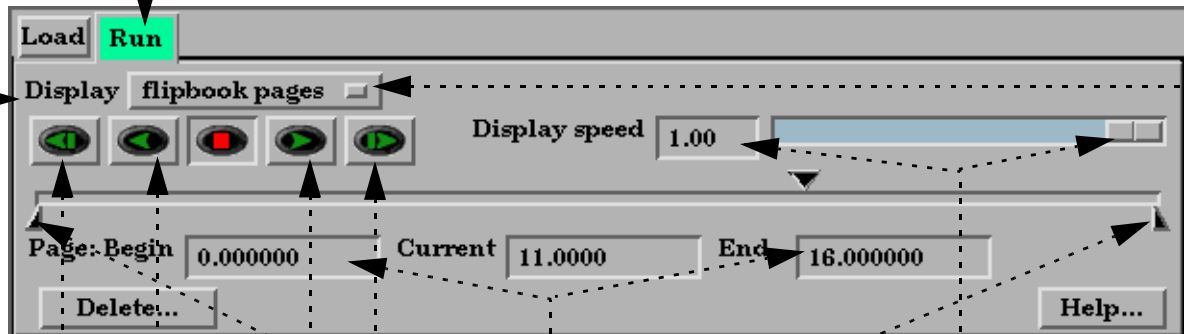 Load Run
Display flipbook pages
Display speed 1.00
Page: Begin 0.000000 Current 11.0000 End 16.000000
Delete... Help...